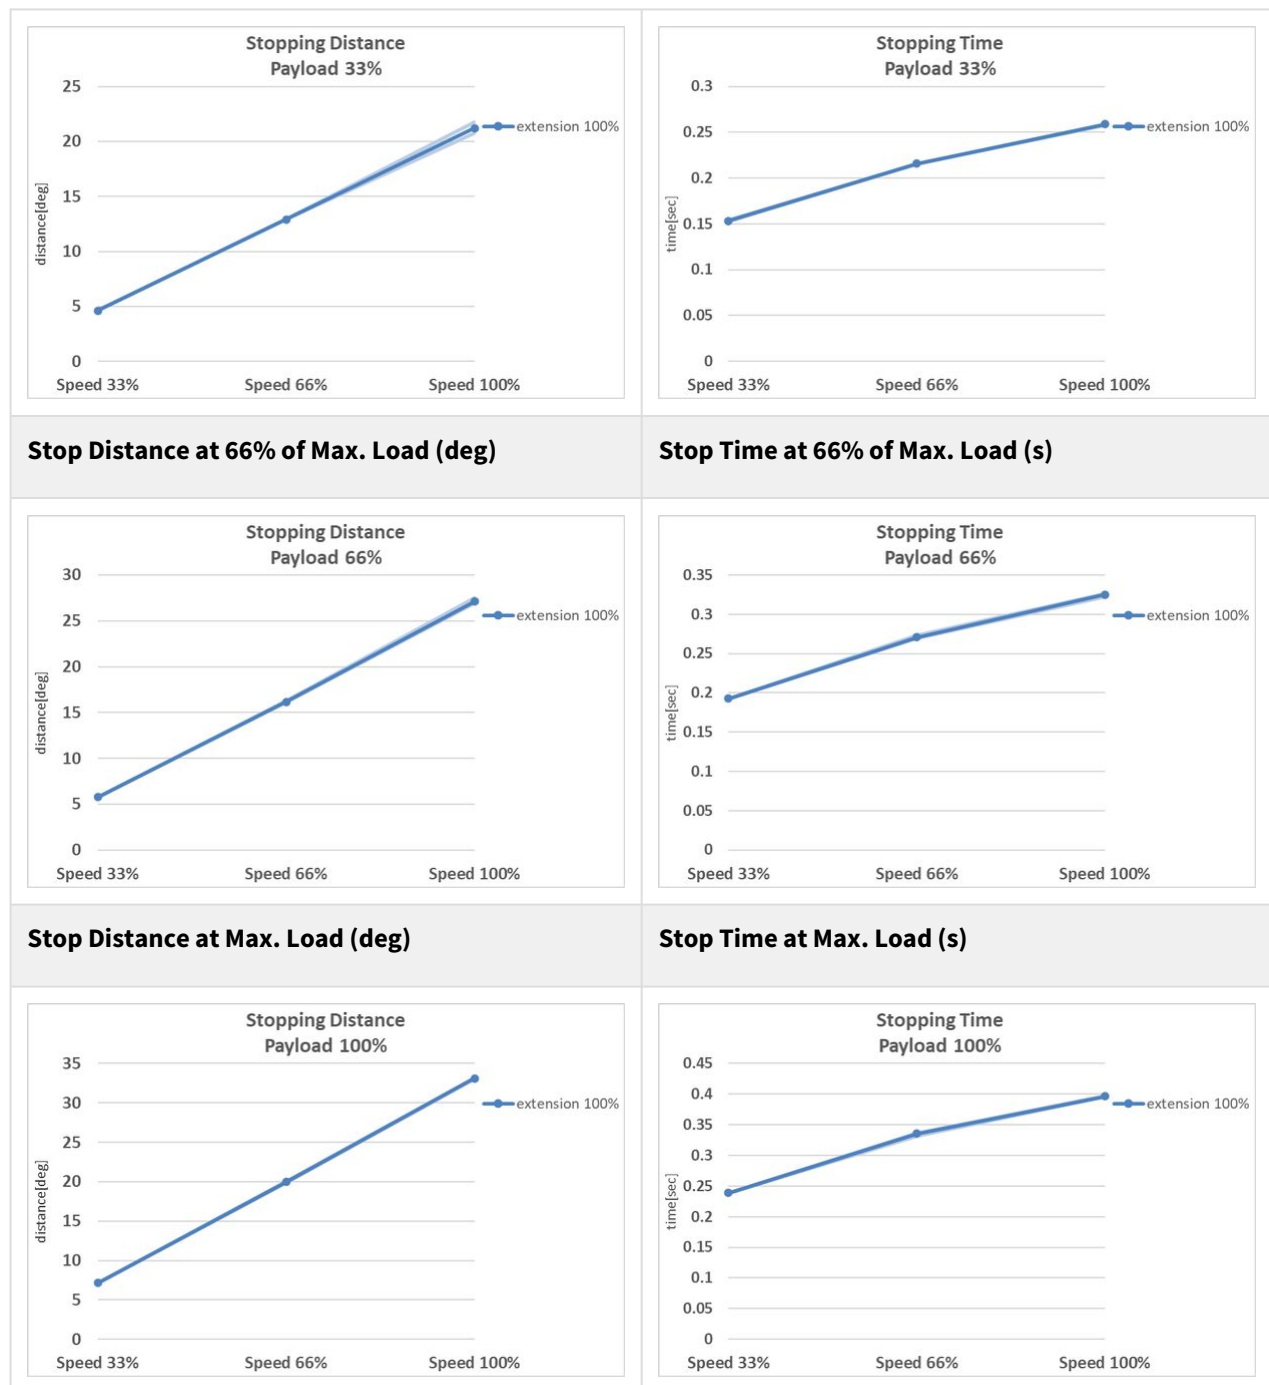 Stopping Distance
Payload 33%
25
20
15
10
5
0
distance[deg]
Speed 33%
Speed 66%
Speed 100%
extension 100%
Stopping Time
Payload 33%
0.3
0.25
0.2
0.15
0.1
0.05
0
time[sec]
Speed 33%
Speed 66%
Speed 100%
extension 100%
Stop Distance at 66% of Max. Load (deg)
Stop Time at 66% of Max. Load (s)
Stopping Distance
Payload 66%
30
25
20
15
10
5
0
distance[deg]
Speed 33%
Speed 66%
Speed 100%
extension 100%
Stopping Time
Payload 66%
0.35
0.3
0.25
0.2
0.15
0.1
0.05
0
time[sec]
Speed 33%
Speed 66%
Speed 100%
extension 100%
Stop Distance at Max. Load (deg)
Stop Time at Max. Load (s)
Stopping Distance
Payload 100%
35
30
25
20
15
10
5
0
distance[deg]
Speed 33%
Speed 66%
Speed 100%
extension 100%
Stopping Time
Payload 100%
0.45
0.4
0.35
0.3
0.25
0.2
0.15
0.1
0.05
0
time[sec]
Speed 33%
Speed 66%
Speed 100%
extension 100%